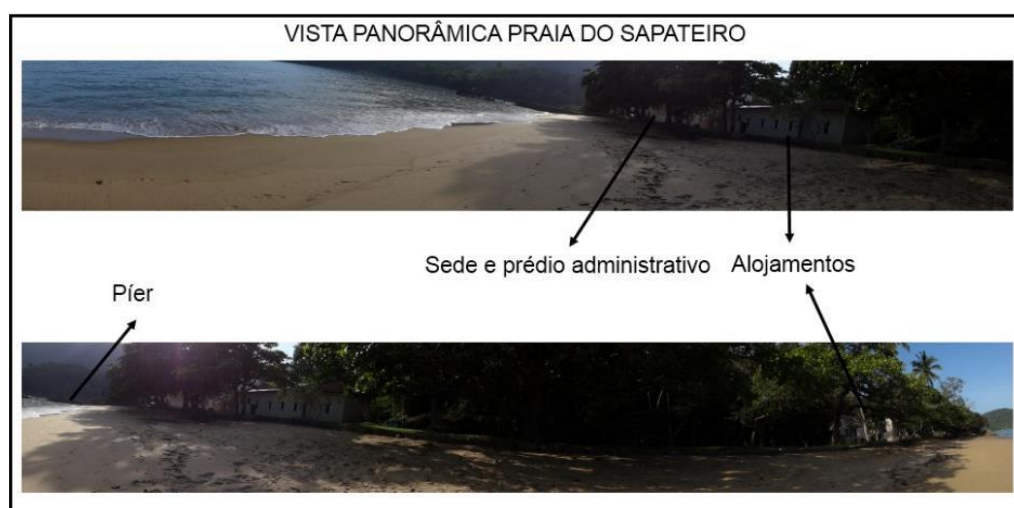 VISTA PANORÂMICA PRAIA DO SAPATEIRO
Sede e prédio administrativo
Alojamentos
Píer